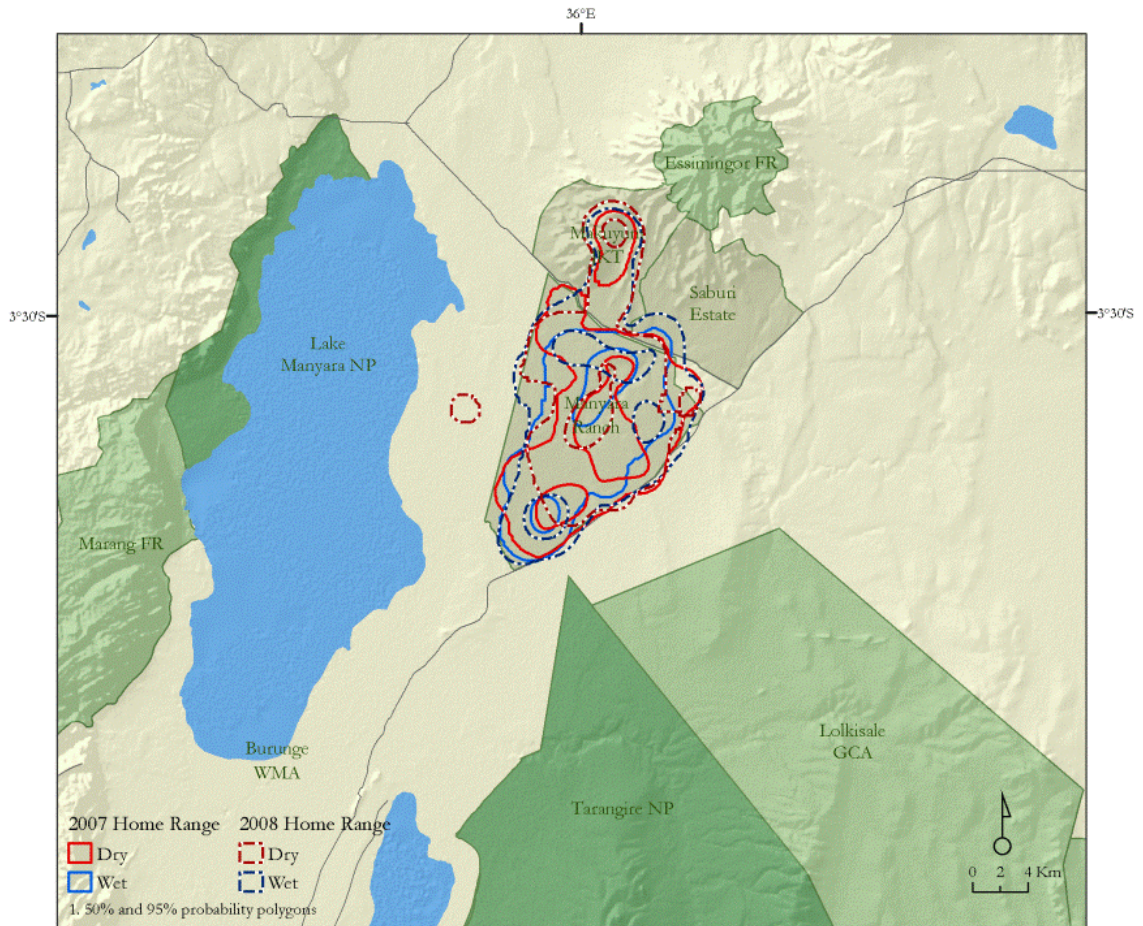 36°E
Essimingor FR
Makuyuni
KT
Saburi
Estate
3°30'S
3°30'S
Lake
Manyara NP
Manyara
Ranch
Marang FR
Lolkisale
GCA
Burunge
WMA
Tarangire NP
2007 Home Range
2008 Home Range
Dry
Dry
Wet
Wet
1. 50% and 95% probability polygons
0 2 4 Km